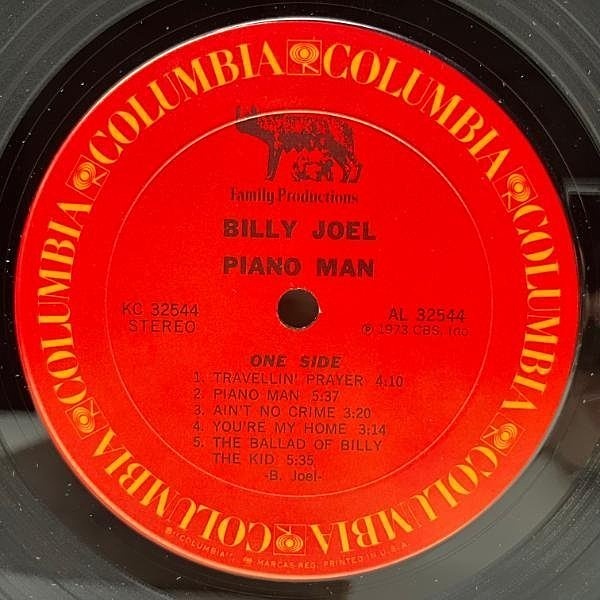 COLUMBIA COLUMBIA COLUMBIA COLUMBIA COLUMBIA COLUMBIA
Family Productions
BILLY JOEL
PIANO MAN
KC 32544
STEREO
AL 32544
℗ 1973 CBS, Inc.
ONE SIDE
1. TRAVELLIN' PRAYER 4:10
2. PIANO MAN 5:37
3. AIN'T NO CRIME 3:20
4. YOU'RE MY HOME 3:14
5. THE BALLAD OF BILLY
THE KID 5:35
-B. Joel-
"COLUMBIA", MARCAS REG. PRINTED IN U.S.A.